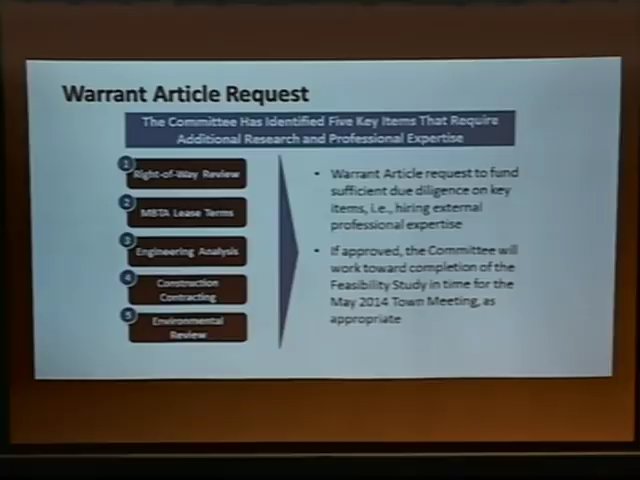 Warrant Article Request
The Committee Has Identified Five Key Items That Require
Additional Research and Professional Expertise
1
Right-of-Way Review
2
MBTA Lease Terms
3
Engineering Analysis
4
Construction
Contracting
5
Environmental
Review
• Warrant Article request to fund
sufficient due diligence on key
items, i.e., hiring external
professional expertise
• If approved, the Committee will
work toward completion of the
Feasibility Study in time for the
May 2014 Town Meeting, as
appropriate